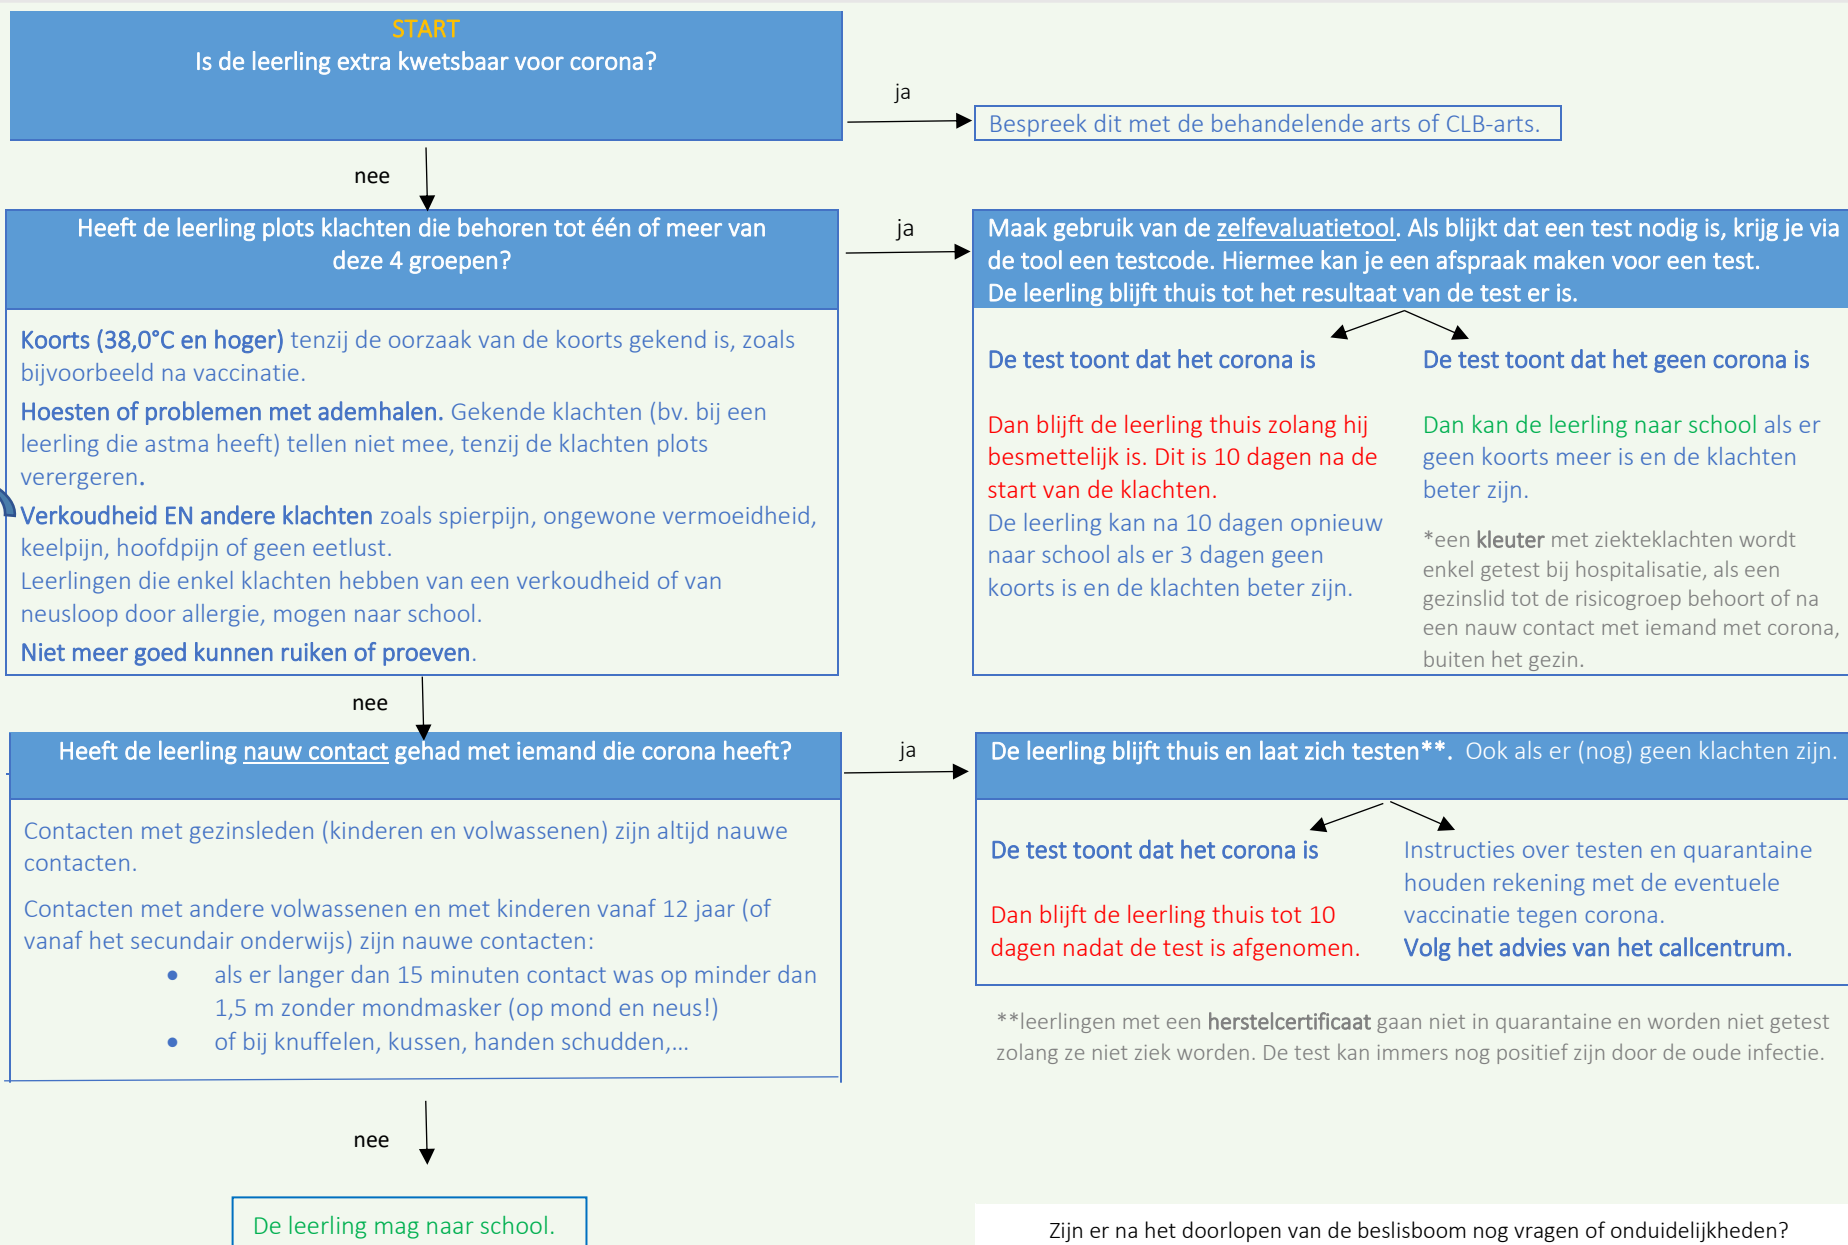 START
Is de leerling extra kwetsbaar voor corona?
ja
Bespreek dit met de behandelende arts of CLB-arts.
nee
Heeft de leerling plots klachten die behoren tot één of meer van
deze 4 groepen?
Koorts (38,0°C en hoger) tenzij de oorzaak van de koorts gekend is, zoals
bijvoorbeeld na vaccinatie.
Hoesten of problemen met ademhalen. Gekende klachten (bv. bij een
leerling die astma heeft) tellen niet mee, tenzij de klachten plots
verergeren.
Verkoudheid EN andere klachten zoals spierpijn, ongewone vermoeidheid,
keelpijn, hoofdpijn of geen eetlust.
Leerlingen die enkel klachten hebben van een verkoudheid of van
neusloop door allergie, mogen naar school.
Niet meer goed kunnen ruiken of proeven.
ja
Maak gebruik van de zelfevaluatietool. Als blijkt dat een test nodig is, krijg je via
de tool een testcode. Hiermee kan je een afspraak maken voor een test.
De leerling blijft thuis tot het resultaat van de test er is.
De test toont dat het corona is
Dan blijft de leerling thuis zolang hij
besmettelijk is. Dit is 10 dagen na de
start van de klachten.
De leerling kan na 10 dagen opnieuw
naar school als er 3 dagen geen
koorts is en de klachten beter zijn.
De test toont dat het geen corona is
Dan kan de leerling naar school als er
geen koorts meer is en de klachten
beter zijn.
*een kleuter met ziekteklachten wordt
enkel getest bij hospitalisatie, als een
gezinslid tot de risicogroep behoort of na
een nauw contact met iemand met corona,
buiten het gezin.
nee
Heeft de leerling nauw contact gehad met iemand die corona heeft?
Contacten met gezinsleden (kinderen en volwassenen) zijn altijd nauwe
contacten.
Contacten met andere volwassenen en met kinderen vanaf 12 jaar (of
vanaf het secundair onderwijs) zijn nauwe contacten:
• als er langer dan 15 minuten contact was op minder dan
1,5 m zonder mondmasker (op mond en neus!)
• of bij knuffelen, kussen, handen schudden,…
ja
De leerling blijft thuis en laat zich testen**. Ook als er (nog) geen klachten zijn.
De test toont dat het corona is
Dan blijft de leerling thuis tot 10
dagen nadat de test is afgenomen.
Instructies over testen en quarantaine
houden rekening met de eventuele
vaccinatie tegen corona.
Volg het advies van het callcentrum.
**leerlingen met een herstelcertificaat gaan niet in quarantaine en worden niet getest
zolang ze niet ziek worden. De test kan immers nog positief zijn door de oude infectie.
nee
De leerling mag naar school.
Zijn er na het doorlopen van de beslisboom nog vragen of onduidelijkheden?